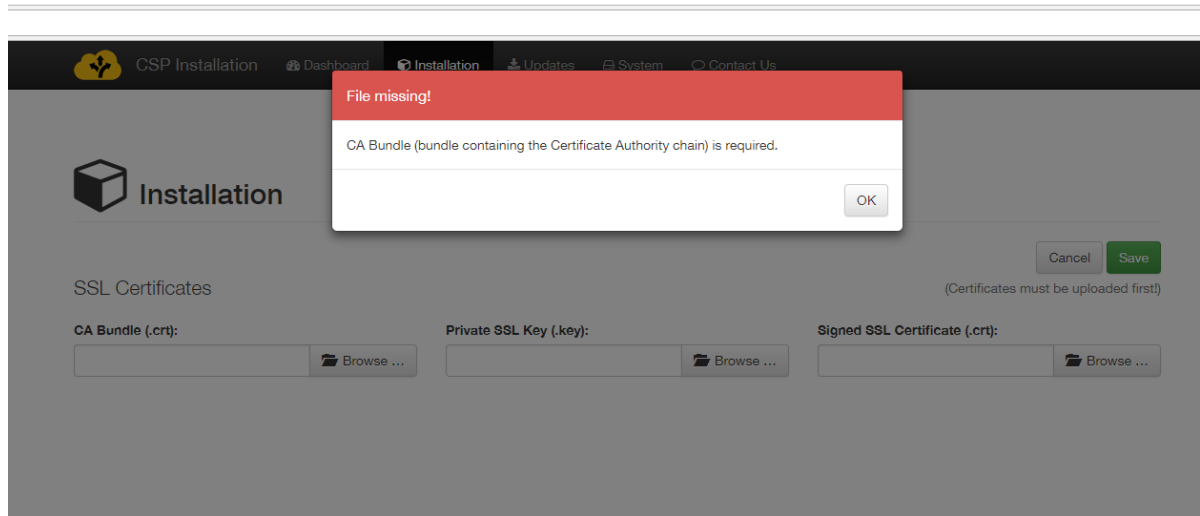 CSP Installation Dashboard Installation Updates System Contact Us
File missing!
CA Bundle (bundle containing the Certificate Authority chain) is required.
OK
Installation
Cancel Save
SSL Certificates
(Certificates must be uploaded first!)
CA Bundle (.crt): Private SSL Key (.key): Signed SSL Certificate (.crt):
Browse ... Browse ... Browse ...